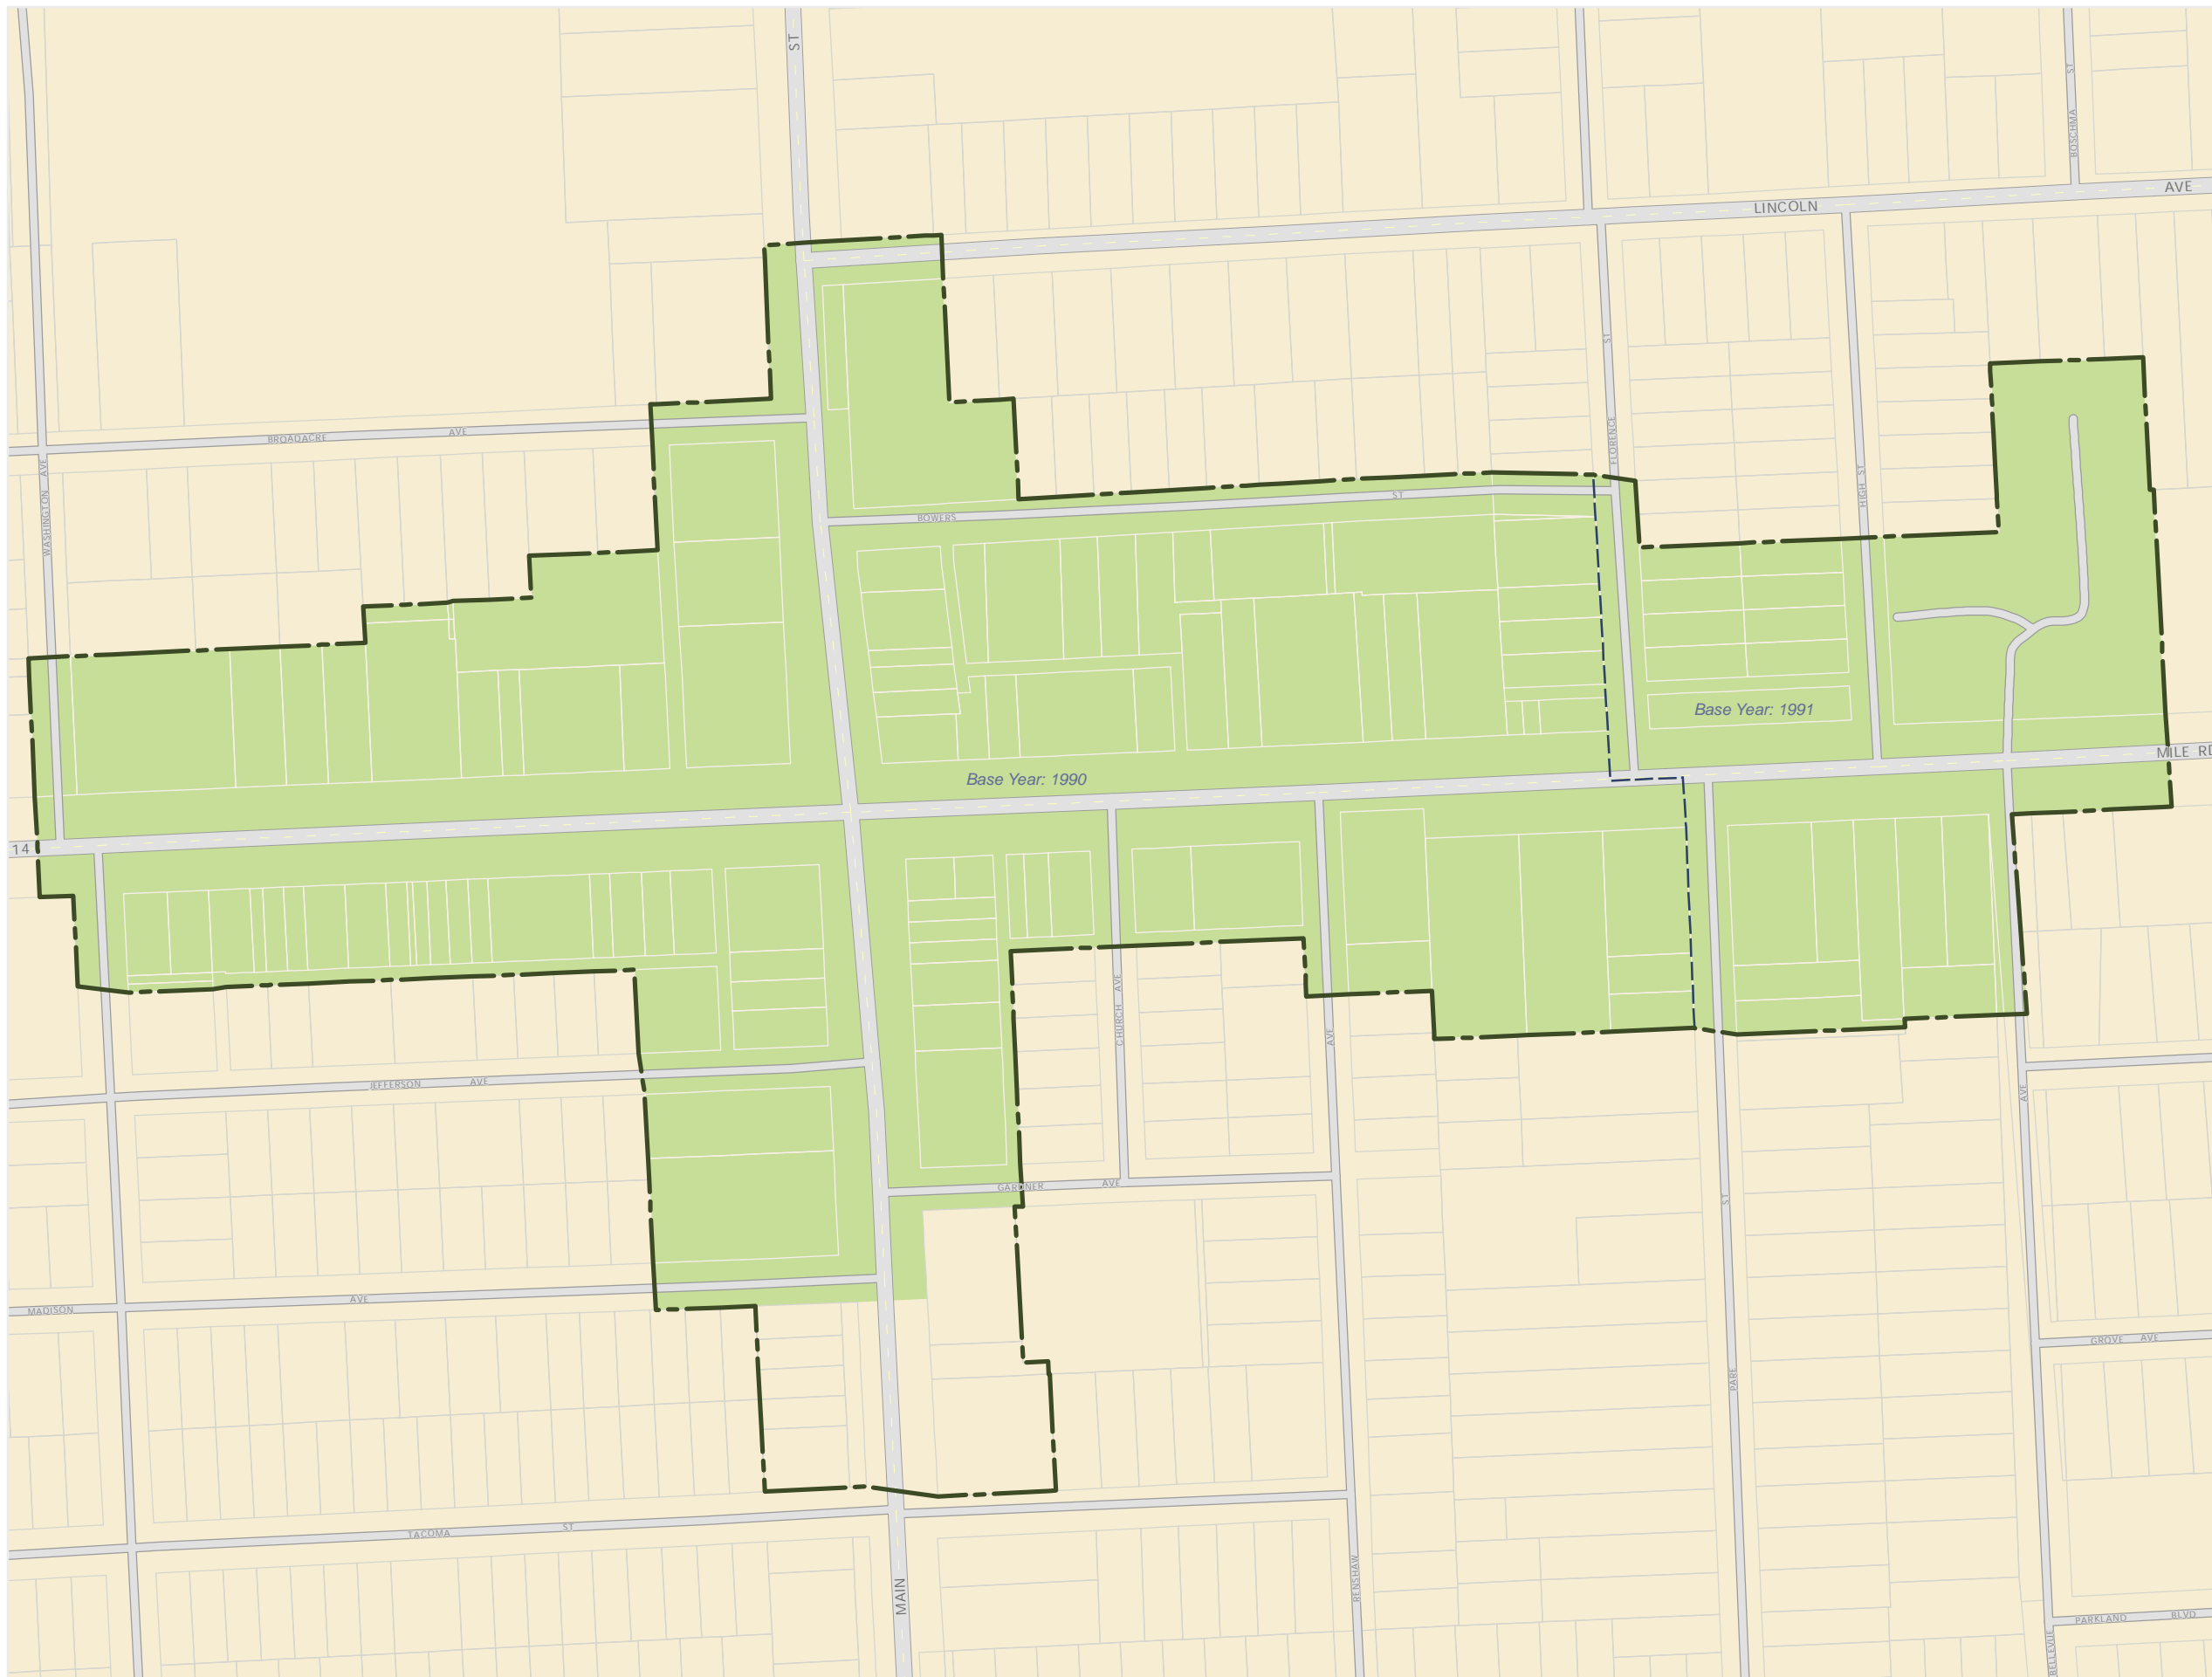 ST
BOSCHMA ST
LINCOLN AVE
BROADACRE AVE
WASHINGTON AVE
FLORENCE ST
HIGH ST
BOWERS ST
Base Year: 1991
Base Year: 1990
14 MILE RD
CHURCH AVE
AVE
JEFFERSON AVE
AVE
GARDNER AVE
ST
MADISON AVE
GROVE AVE
PARK
TACOMA ST
MAIN
RENSHAW
PARKLAND BLVD
BELLEVUE